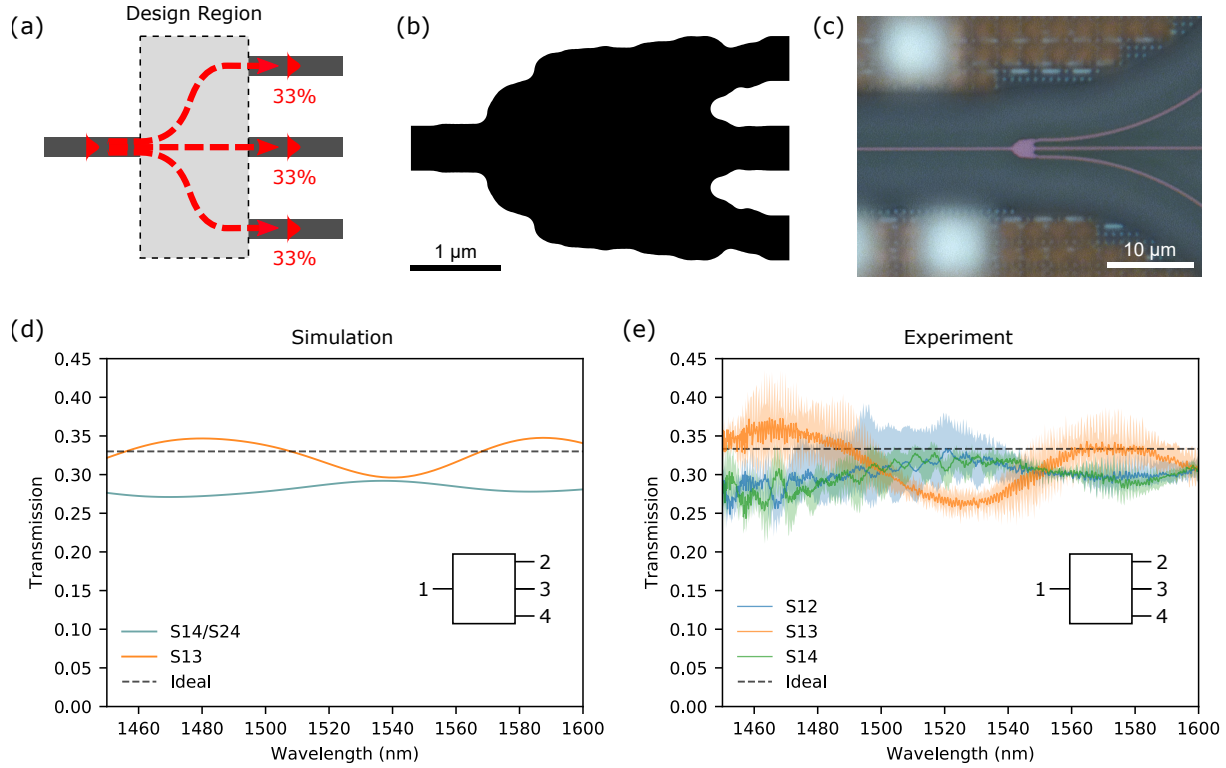 (a)
Design Region
33%
33%
33%
(b)
1 µm
(c)
10 µm
(d)
Simulation
0.45
0.40
0.35
0.30
0.25
0.20
0.15
0.10
0.05
0.00
Transmission
1460 1480 1500 1520 1540 1560 1580 1600
Wavelength (nm)
S14/S24
S13
Ideal
1
2
3
4
(e)
Experiment
0.45
0.40
0.35
0.30
0.25
0.20
0.15
0.10
0.05
0.00
Transmission
1460 1480 1500 1520 1540 1560 1580 1600
Wavelength (nm)
S12
S13
S14
Ideal
1
2
3
4